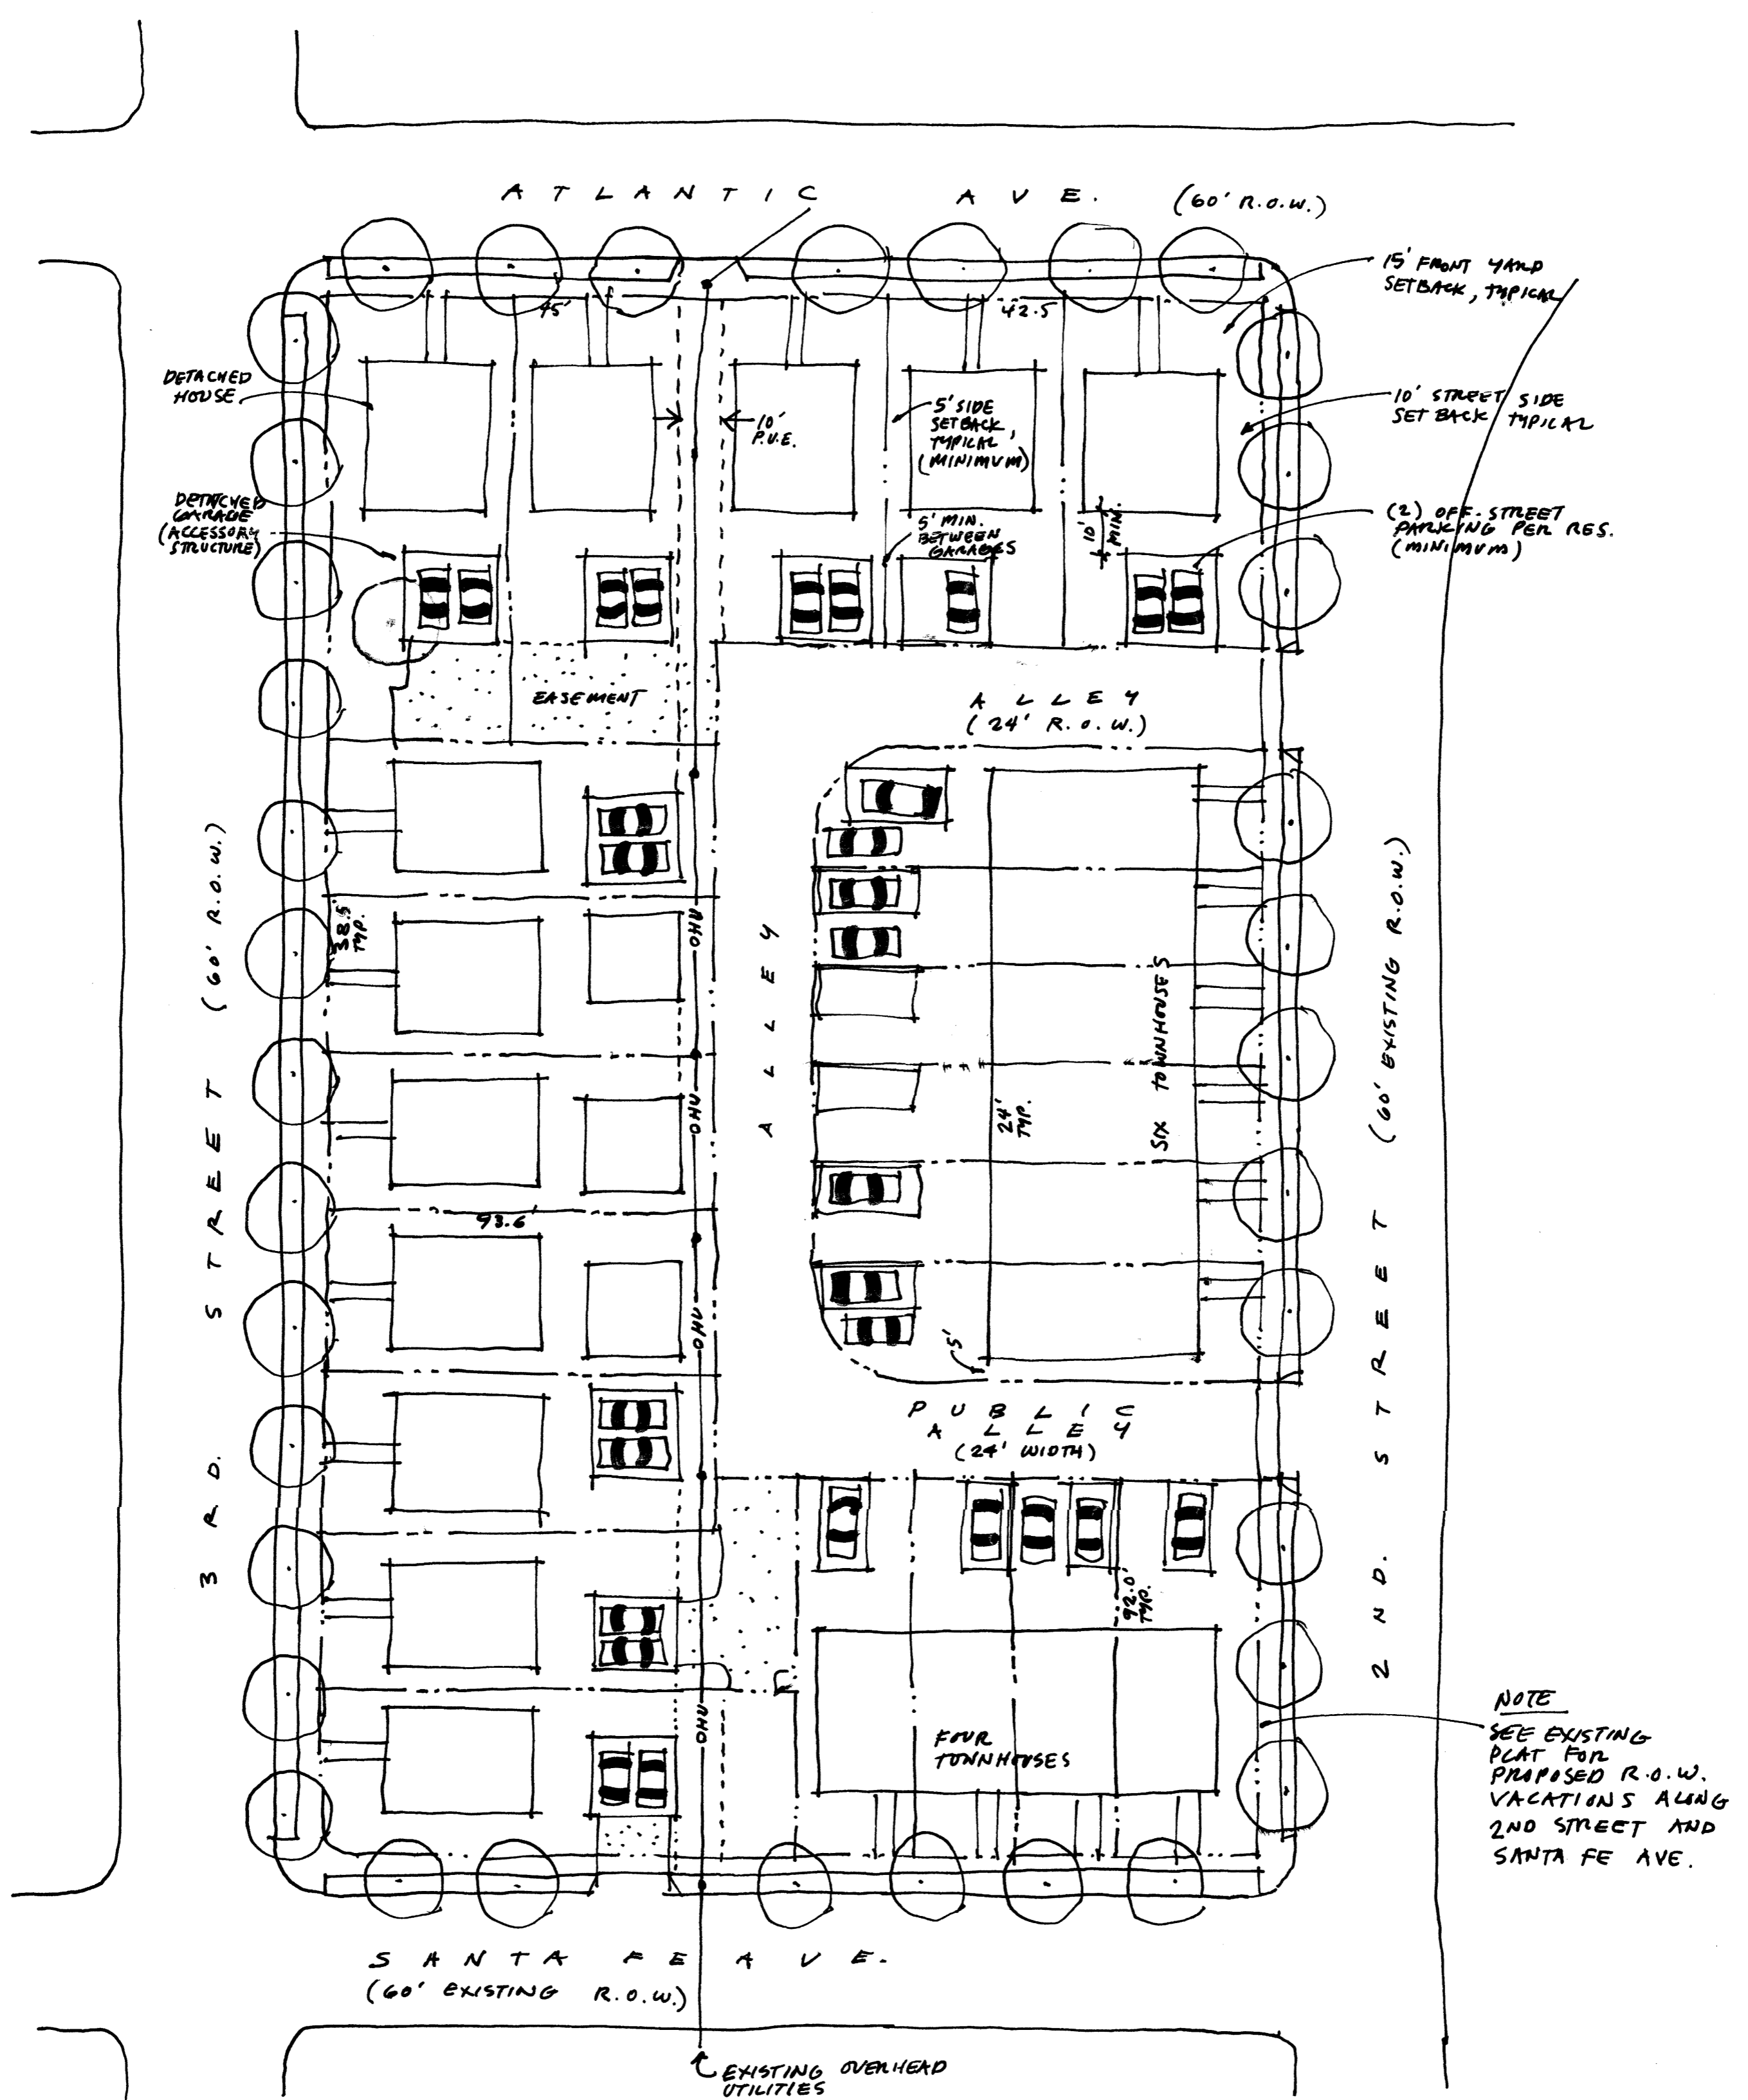 ATLANTIC AVE. (60' R.O.W.)
15' FRONT YARD
SETBACK, TYPICAL
45'
42.5
DETACHED
HOUSE
10'
P.U.E.
5' SIDE
SETBACK,
TYPICAL
(MINIMUM)
10' STREET SIDE
SETBACK TYPICAL
DETACHED
GARAGE
(ACCESSORY
STRUCTURE)
5' MIN.
BETWEEN
GARAGES
10'
MIN.
(2) OFF-STREET
PARKING PER RES.
(MINIMUM)
EASEMENT
ALLEY
(24' R.O.W.)
3RD. STREET (60' R.O.W.)
38.5
TYP.
OHU
OHU
OHU
OHU
ALLEY
24'
TYP.
SIX TOWNHOUSES
2ND. STREET (60' EXISTING R.O.W.)
93.6'
5'
PUBLIC
ALLEY
(24' WIDTH)
92.0'
TYP.
FOUR
TOWNHOUSES
NOTE
SEE EXISTING
PLAT FOR
PROPOSED R.O.W.
VACATIONS ALONG
2ND STREET AND
SANTA FE AVE.
SANTA FE AVE.
(60' EXISTING R.O.W.)
EXISTING OVERHEAD
UTILITIES